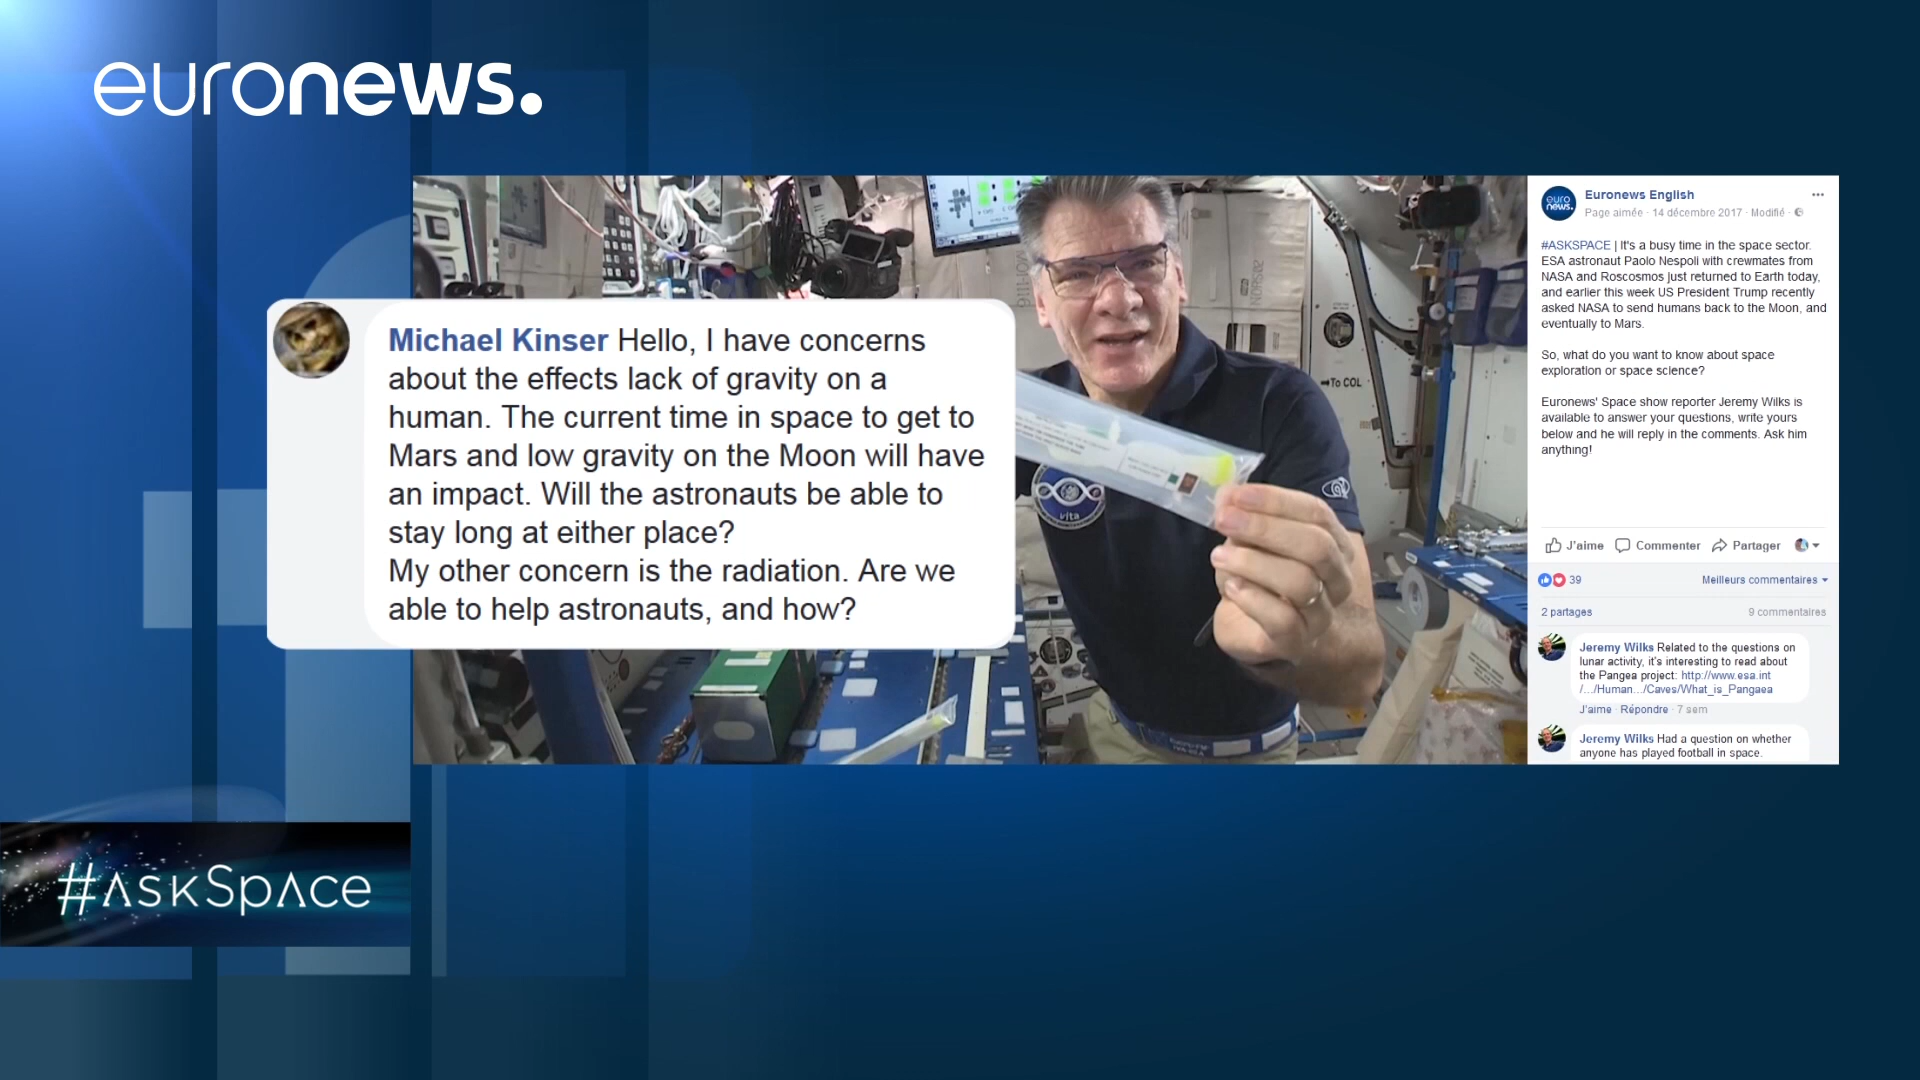 euronews.
Michael Kinser Hello, I have concerns
about the effects lack of gravity on a
human. The current time in space to get to
Mars and low gravity on the Moon will have
an impact. Will the astronauts be able to
stay long at either place?
My other concern is the radiation. Are we
able to help astronauts, and how?
→To COL
vita
euro
news.
Euronews English
Page aimée · 14 décembre 2017 · Modifié ·
#ASKSPACE | It's a busy time in the space sector.
ESA astronaut Paolo Nespoli with crewmates from
NASA and Roscosmos just returned to Earth today,
and earlier this week US President Trump recently
asked NASA to send humans back to the Moon, and
eventually to Mars.
So, what do you want to know about space
exploration or space science?
Euronews' Space show reporter Jeremy Wilks is
available to answer your questions, write yours
below and he will reply in the comments. Ask him
anything!
J'aime Commenter Partager
39 Meilleurs commentaires
2 partages 9 commentaires
Jeremy Wilks Related to the questions on
lunar activity, it's interesting to read about
the Pangea project: http://www.esa.int
/.../Human.../Caves/What_is_Pangaea
J'aime · Répondre · 7 sem
Jeremy Wilks Had a question on whether
anyone has played football in space.
#AskSpAce